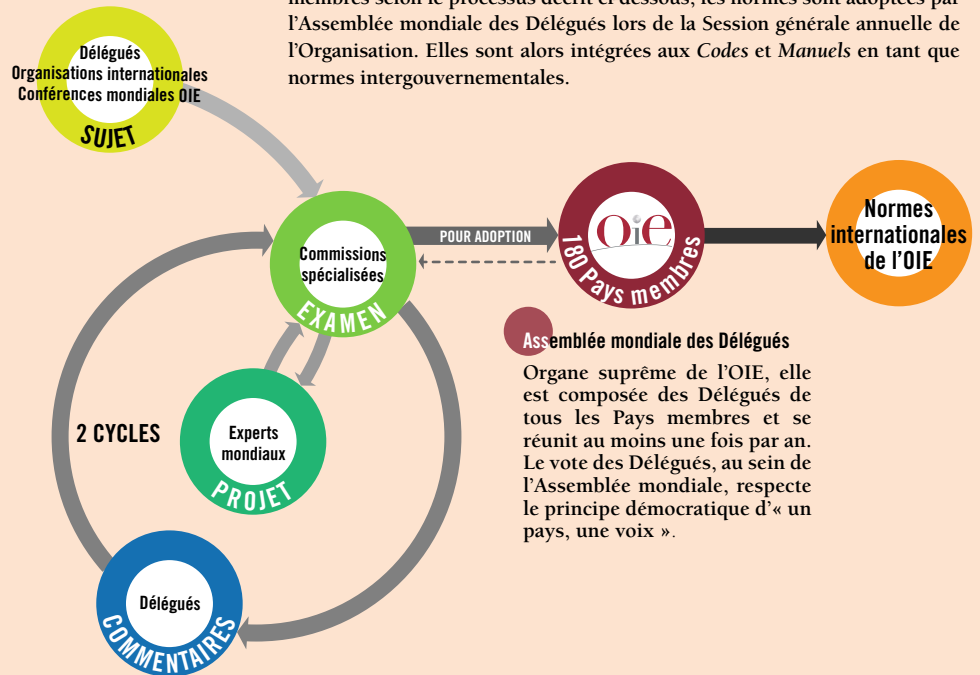 membres selon le processus décrit ci-dessous, les normes sont adoptées par
l'Assemblée mondiale des Délégués lors de la Session générale annuelle de
l'Organisation. Elles sont alors intégrées aux Codes et Manuels en tant que
normes intergouvernementales.
Délégués
Organisations internationales
Conférences mondiales OIE
SUJET
Commissions
spécialisées
EXAMEN
POUR ADOPTION
Oie
180 Pays membres
Normes
internationales
de l'OIE
Assemblée mondiale des Délégués
Organe suprême de l'OIE, elle
est composée des Délégués de
tous les Pays membres et se
réunit au moins une fois par an.
Le vote des Délégués, au sein de
l'Assemblée mondiale, respecte
le principe démocratique d'« un
pays, une voix ».
2 CYCLES
Experts
mondiaux
PROJET
Délégués
COMMENTAIRES